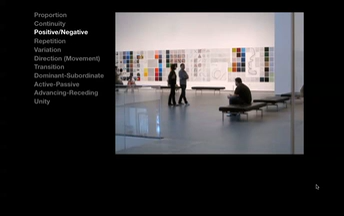 Proportion
Continuity
Positive/Negative
Repetition
Variation
Direction (Movement)
Transition
Dominant-Subordinate
Active-Passive
Advancing-Receding
Unity